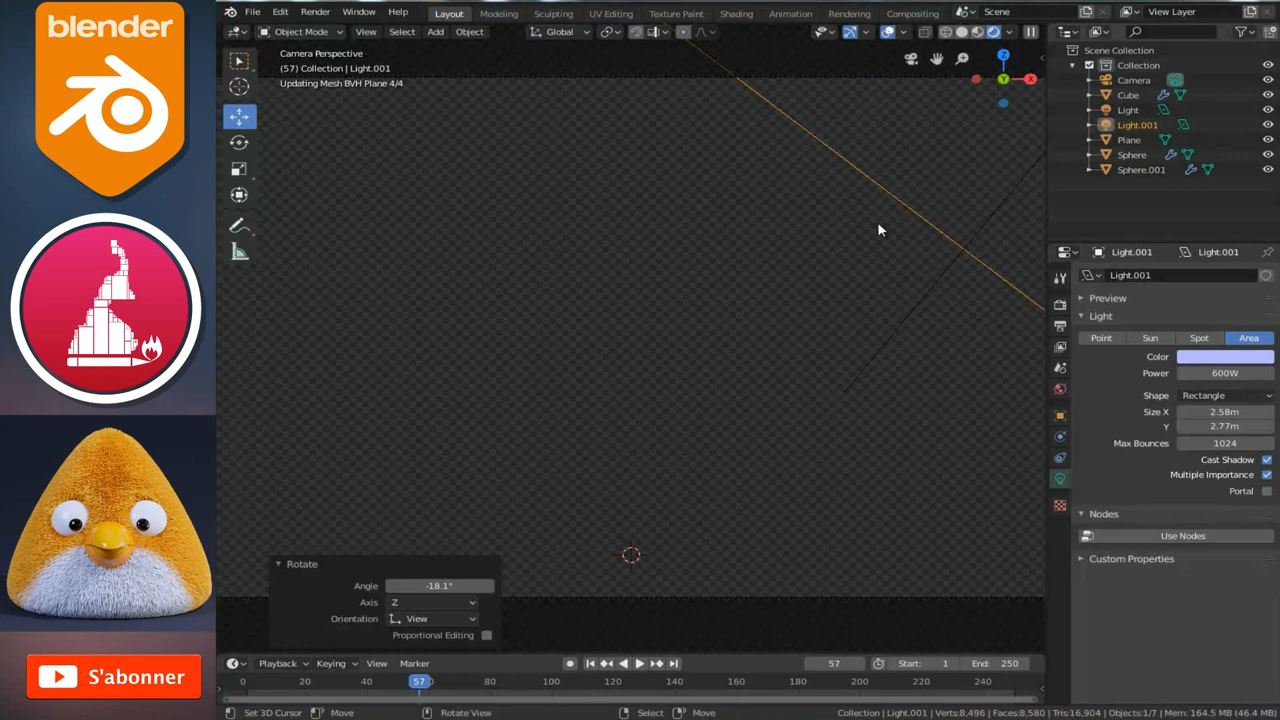 blender
S'abonner
File Edit Render Window Help
Layout Modeling Sculpting UV Editing Texture Paint Shading Animation Rendering Compositing
Scene
View Layer
Object Mode View Select Add Object Global
Camera Perspective
(57) Collection | Light.001
Updating Mesh BVH Plane 4/4
Z
Y
X
Rotate
Angle -18.1°
Axis Z
Orientation View
Proportional Editing
Playback Keying View Marker
57
Start: 1
End: 250
0 20 40 57 80 100 120 140 160 180 200 220 240
Set 3D Cursor Move Rotate View Select Move
Collection | Light.001 | Verts:8,496 | Faces:8,580 | Tris:16,904 | Objects:1/7 | Mem: 164.5 MB (46.4 MB)
Scene Collection
Collection
Camera
Cube
Light
Light.001
Plane
Sphere
Sphere.001
Light.001 Light.001
Light.001
Preview
Light
Point Sun Spot Area
Color
Power 600W
Shape Rectangle
Size X 2.58m
Y 2.77m
Max Bounces 1024
Cast Shadow
Multiple Importance
Portal
Nodes
Use Nodes
Custom Properties